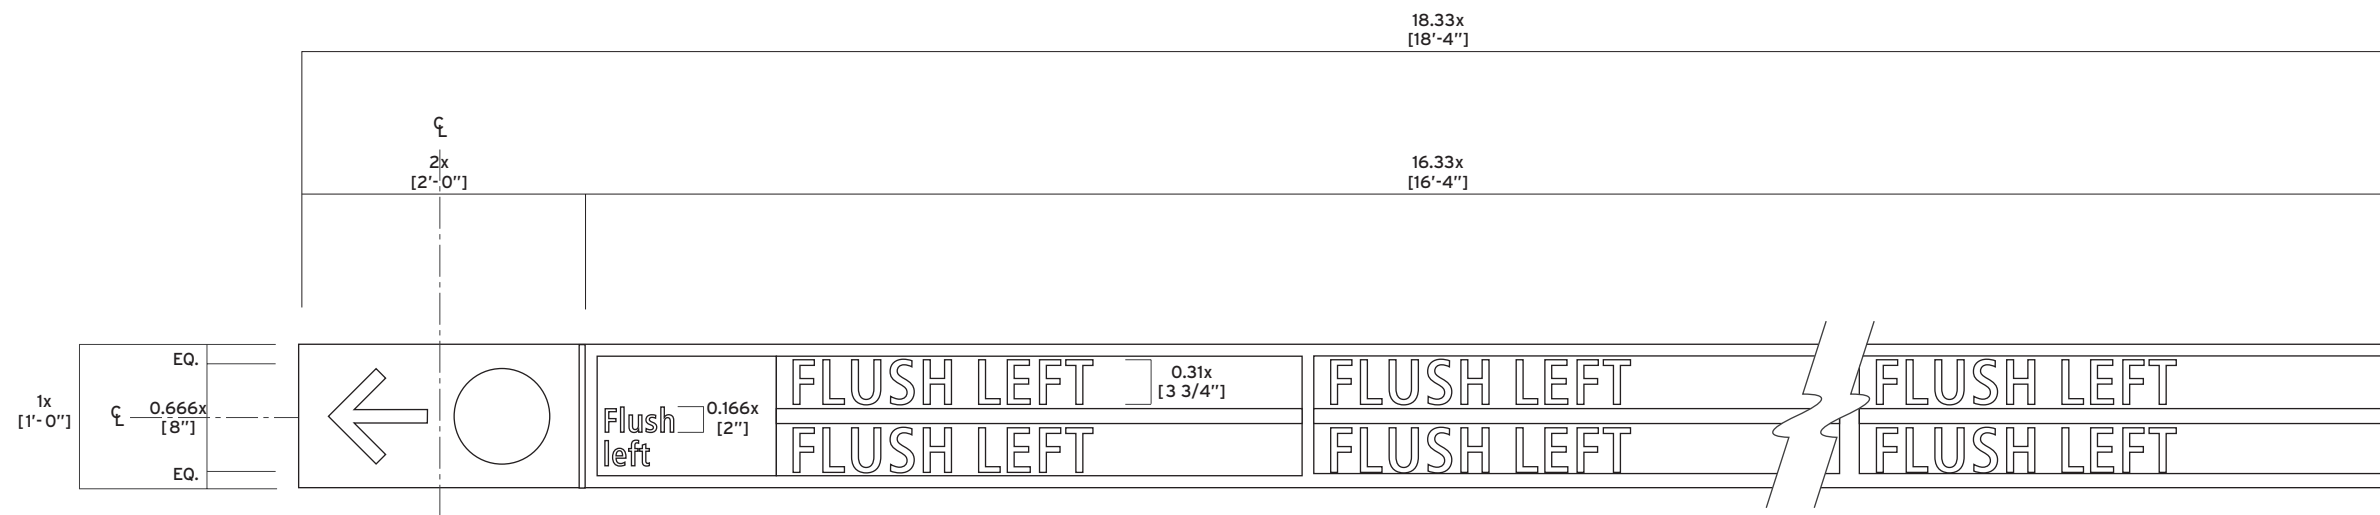 18.33x
[18'-4"]
℄
2x
[2'-0"]
16.33x
[16'-4"]
EQ.
1x
[1'-0"]
℄
0.666x
[8"]
EQ.
Flush
left
0.166x
[2"]
FLUSH LEFT
FLUSH LEFT
0.31x
[3 3/4"]
FLUSH LEFT
FLUSH LEFT
FLUSH LEFT
FLUSH LEFT